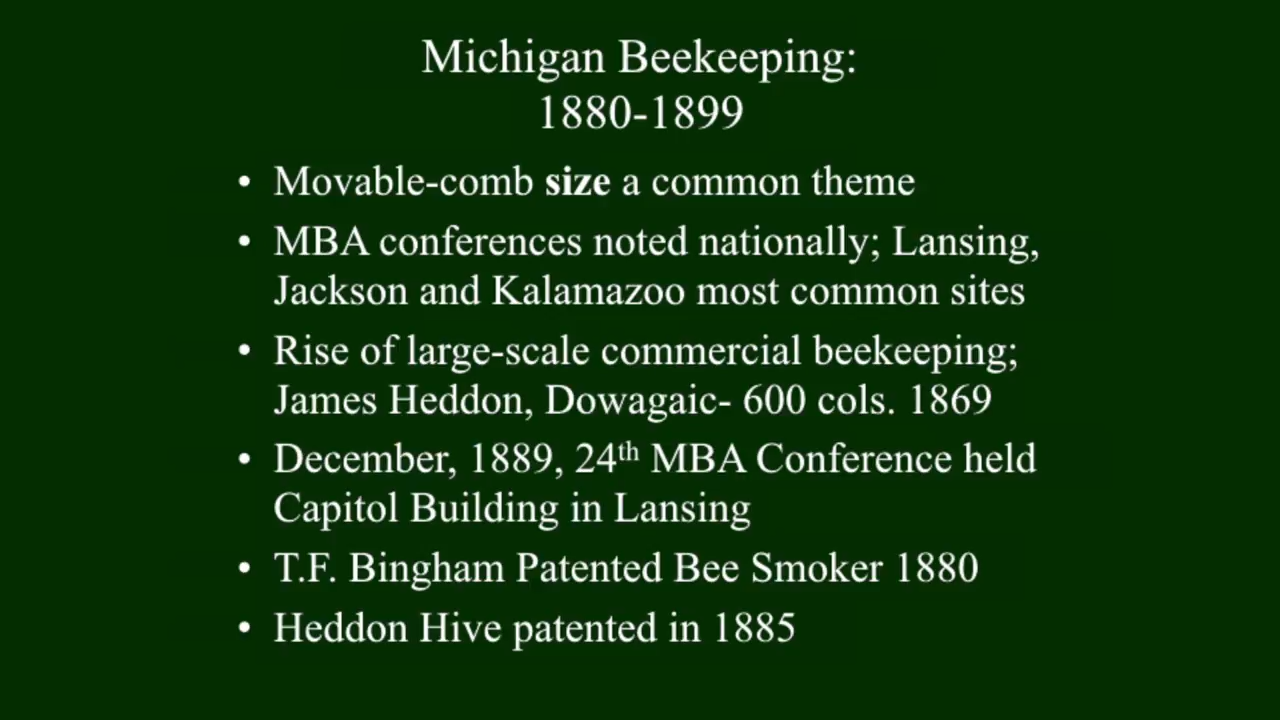 Michigan Beekeeping:
1880-1899
• Movable-comb size a common theme
• MBA conferences noted nationally; Lansing,
Jackson and Kalamazoo most common sites
• Rise of large-scale commercial beekeeping;
James Heddon, Dowagaic- 600 cols. 1869
• December, 1889, 24th MBA Conference held
Capitol Building in Lansing
• T.F. Bingham Patented Bee Smoker 1880
• Heddon Hive patented in 1885